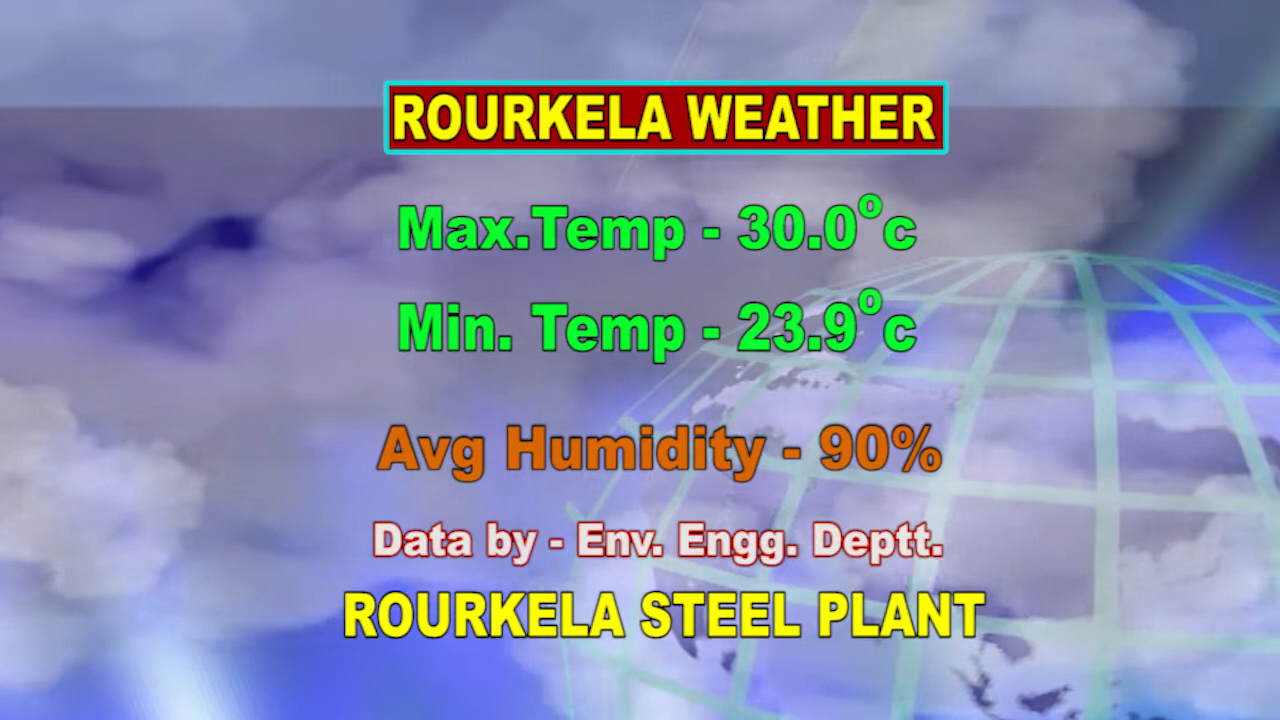 ROURKELA WEATHER
Max.Temp - 30.0°c
Min. Temp - 23.9°c
Avg Humidity - 90%
Data by - Env. Engg. Deptt.
ROURKELA STEEL PLANT